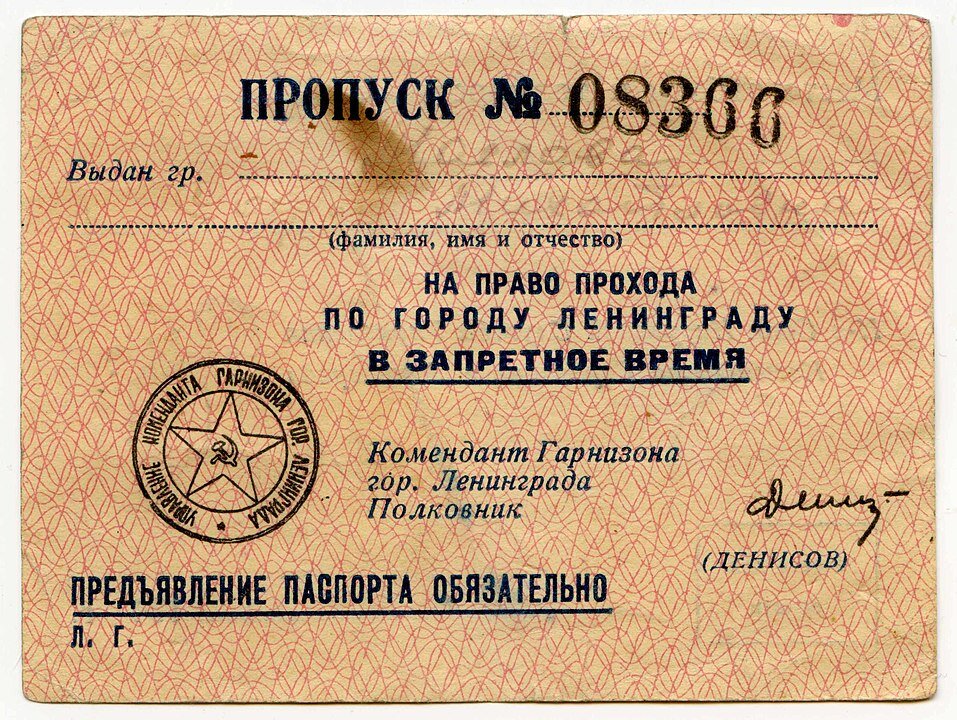 ПРОПУСК № 08366
Выдан гр.
(фамилия, имя и отчество)
НА ПРАВО ПРОХОДА
ПО ГОРОДУ ЛЕНИНГРАДУ
В ЗАПРЕТНОЕ ВРЕМЯ
УПРАВЛЕНИЕ КОМЕНДАНТА ГАРНИЗОНА ГОР. ЛЕНИНГРАДА
Комендант Гарнизона
гор. Ленинграда
Полковник
(ДЕНИСОВ)
ПРЕДЪЯВЛЕНИЕ ПАСПОРТА ОБЯЗАТЕЛЬНО
Л. Г.